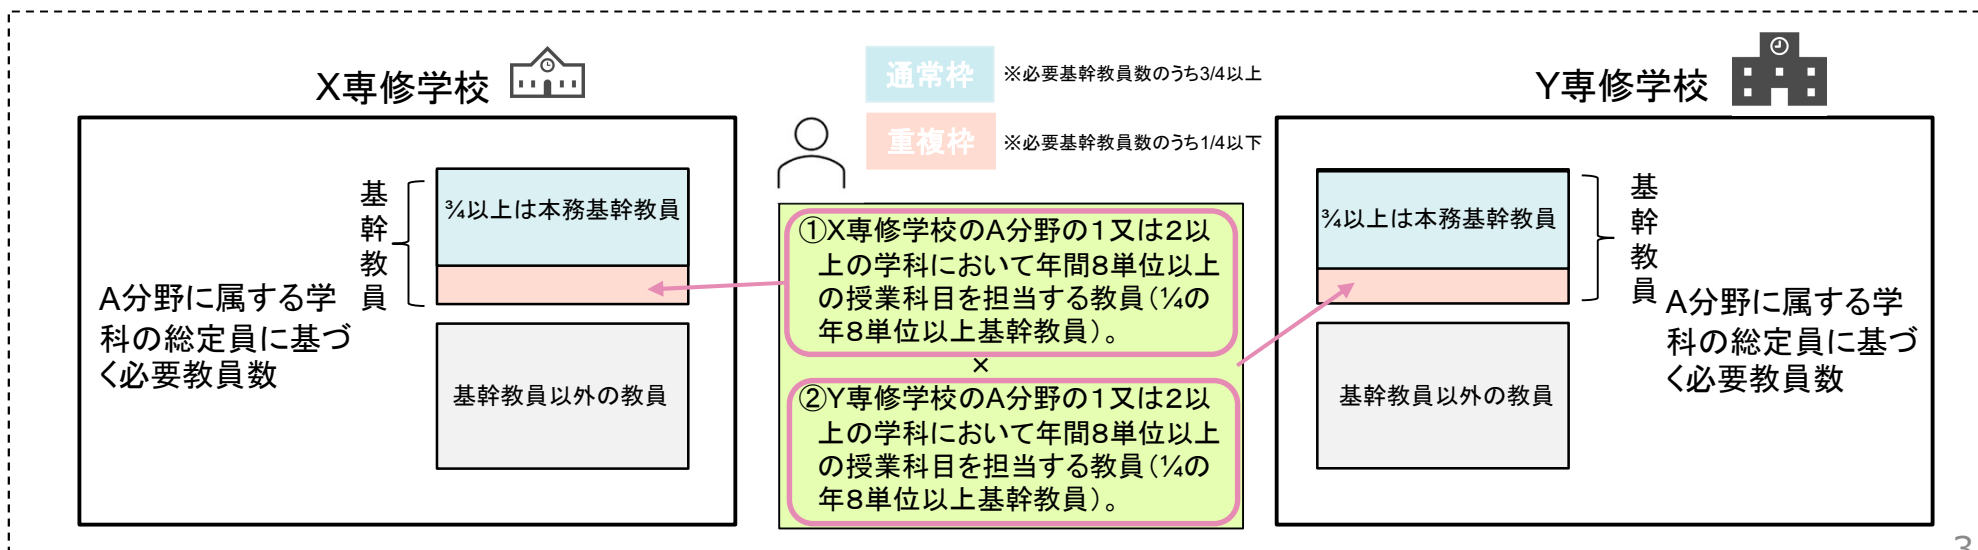 X専修学校
通常枠
※必要基幹教員数のうち3/4以上
重複枠
※必要基幹教員数のうち1/4以下
Y専修学校
基幹教員
¾以上は本務基幹教員
A分野に属する学
科の総定員に基づ
く必要教員数
基幹教員以外の教員
①X専修学校のA分野の1又は2以
上の学科において年間8単位以上
の授業科目を担当する教員(¼の
年8単位以上基幹教員)。
×
②Y専修学校のA分野の1又は2以
上の学科において年間8単位以上
の授業科目を担当する教員(¼の
年8単位以上基幹教員)。
¾以上は本務基幹教員
基幹教員
A分野に属する学
科の総定員に基づ
く必要教員数
基幹教員以外の教員
3